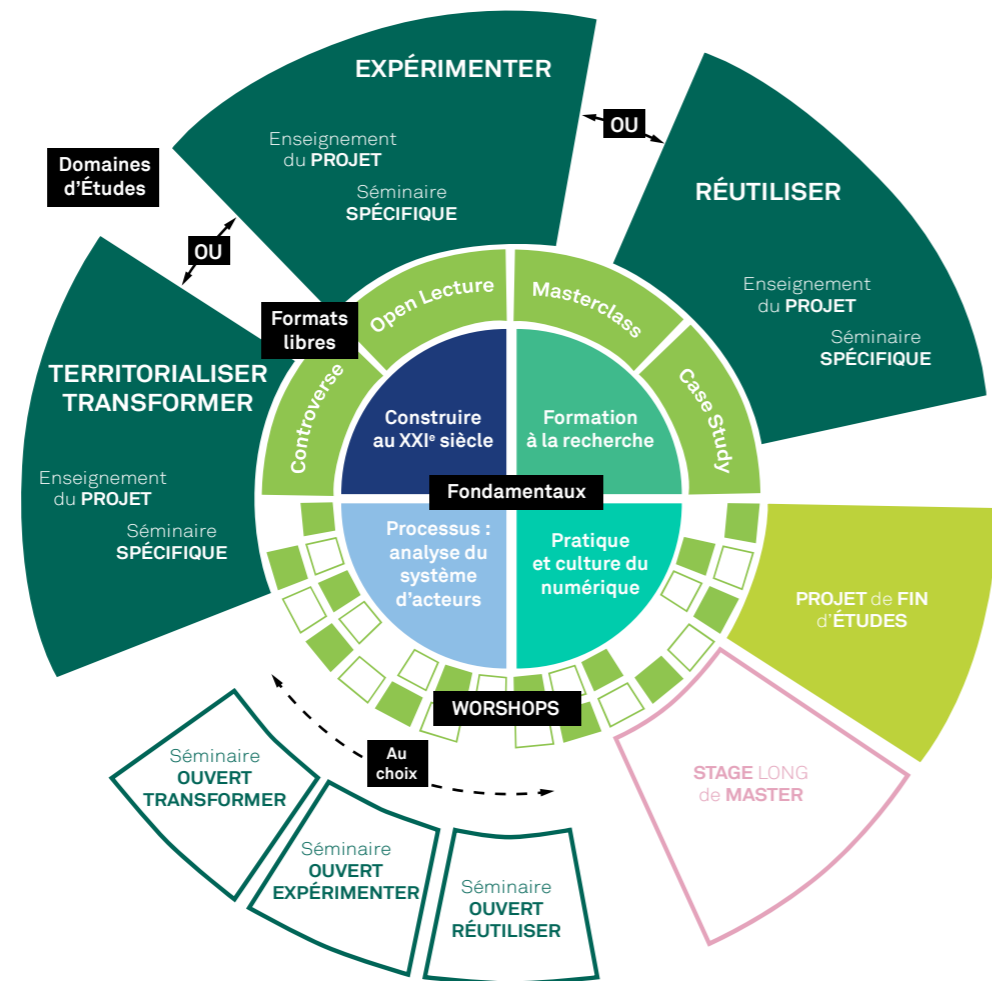 EXPÉRIMENTER
Enseignement
du PROJET
Séminaire
SPÉCIFIQUE
OU
RÉUTILISER
Enseignement
du PROJET
Séminaire
SPÉCIFIQUE
Domaines
d'Études
OU
TERRITORIALISER
TRANSFORMER
Enseignement
du PROJET
Séminaire
SPÉCIFIQUE
Formats
libres
Controverse
Open Lecture
Masterclass
Case Study
Construire
au XXIe siècle
Formation
à la recherche
Fondamentaux
Processus :
analyse du
système
d'acteurs
Pratique
et culture du
numérique
WORSHOPS
Au
choix
PROJET de FIN
d'ÉTUDES
STAGE LONG
de MASTER
Séminaire
OUVERT
TRANSFORMER
Séminaire
OUVERT
EXPÉRIMENTER
Séminaire
OUVERT
RÉUTILISER